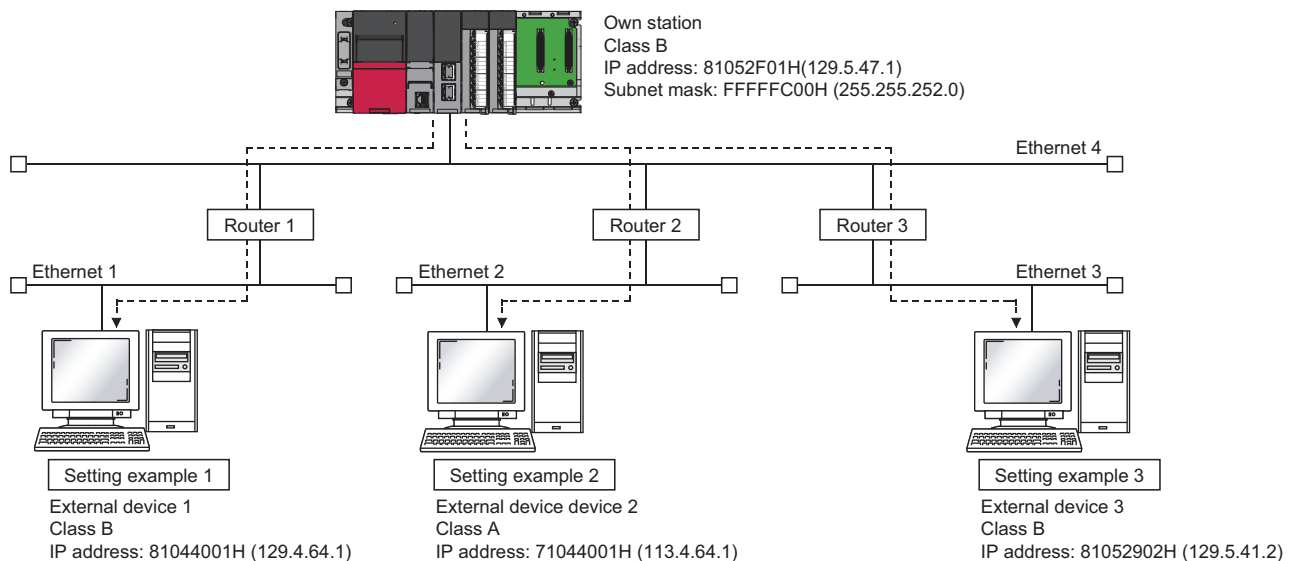 Own station
Class B
IP address: 81052F01H(129.5.47.1)
Subnet mask: FFFFFC00H (255.255.252.0)
Ethernet 4
Router 1
Router 2
Router 3
Ethernet 1
Ethernet 2
Ethernet 3
Setting example 1
External device 1
Class B
IP address: 81044001H (129.4.64.1)
Setting example 2
External device device 2
Class A
IP address: 71044001H (113.4.64.1)
Setting example 3
External device 3
Class B
IP address: 81052902H (129.5.41.2)